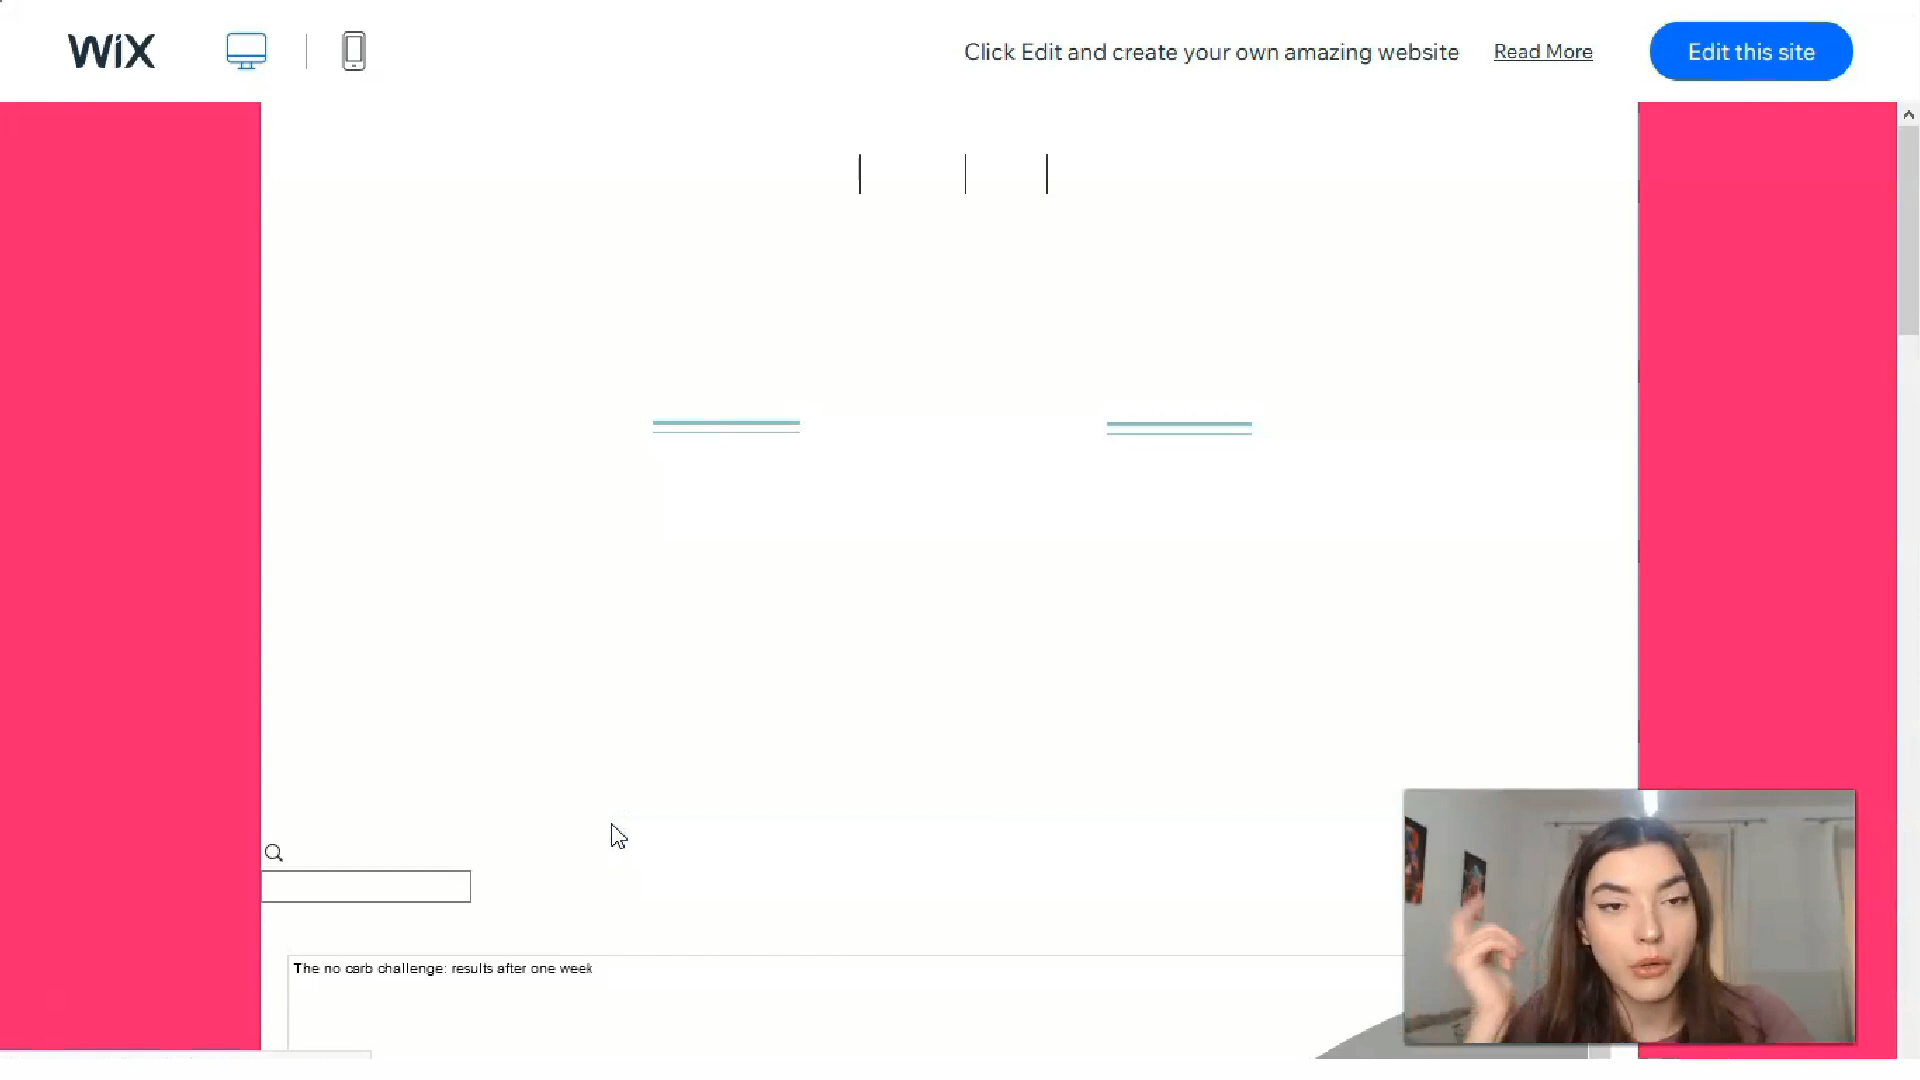 WiX
Click Edit and create your own amazing website
Read More
Edit this site
The no carb challenge: results after one week